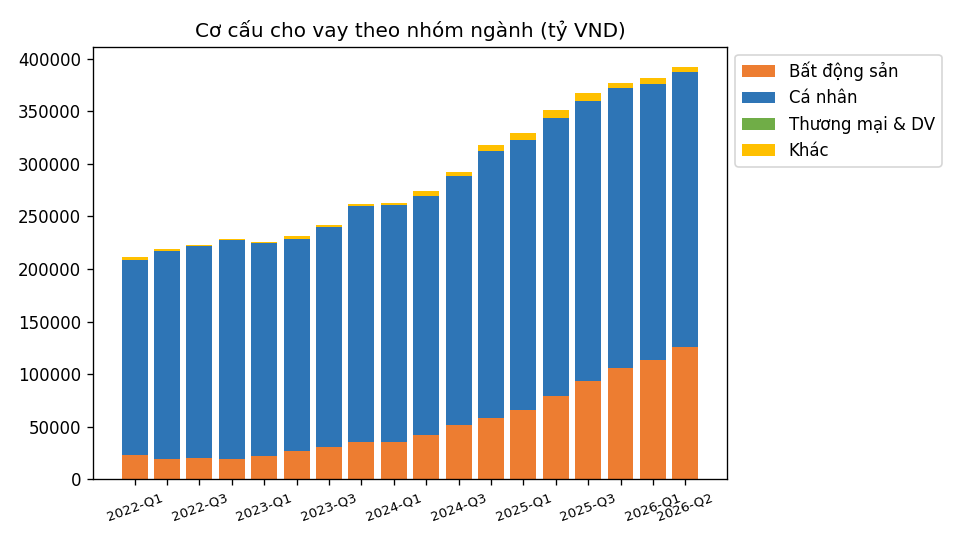 Cơ cấu cho vay theo nhóm ngành (tỷ VND)
400000
350000
300000
250000
200000
150000
100000
50000
0
Bất động sản
Cá nhân
Thương mại & DV
Khác
2022-Q1
2022-Q3
2023-Q1
2023-Q3
2024-Q1
2024-Q3
2025-Q1
2025-Q3
2026-Q1
2026-Q2